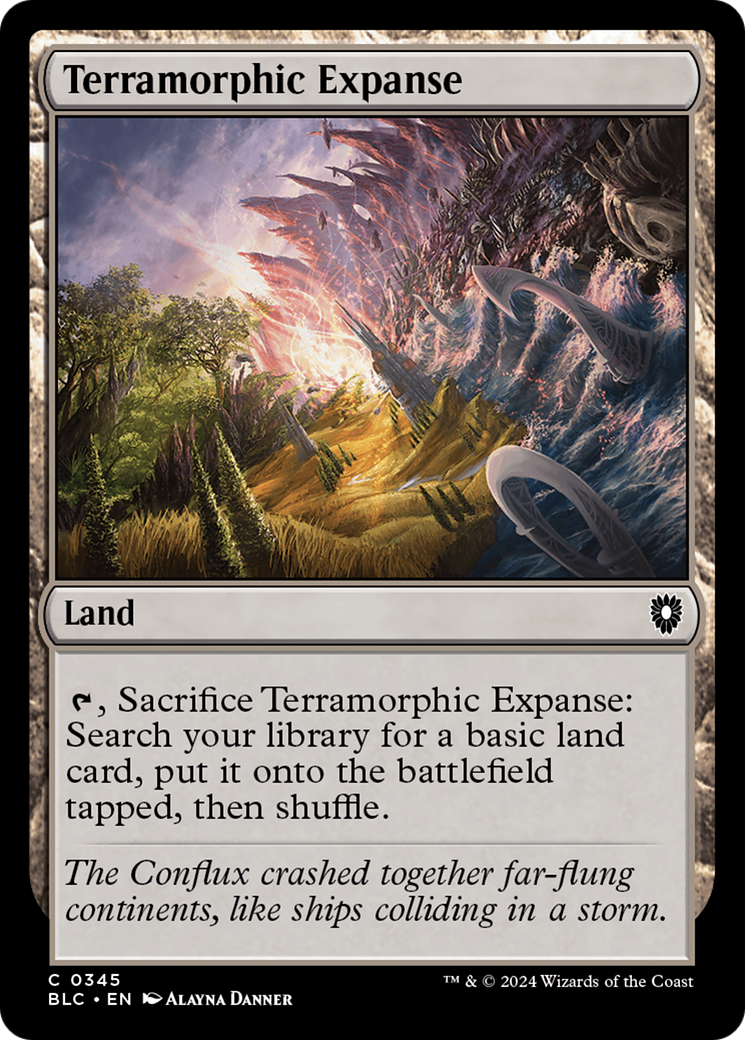 Terramorphic Expanse
Land
, Sacrifice Terramorphic Expanse:
Search your library for a basic land
card, put it onto the battlefield
tapped, then shuffle.
The Conflux crashed together far-flung
continents, like ships colliding in a storm.
C 0345
™ & © 2024 Wizards of the Coast
BLC • EN Alayna Danner